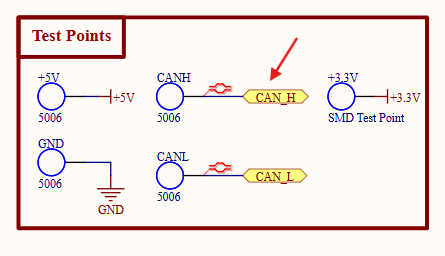 Test Points
+5V
+5V
5006
CANH
CAN_H
5006
+3.3V
+3.3V
SMD Test Point
GND
5006
GND
CANL
CAN_L
5006